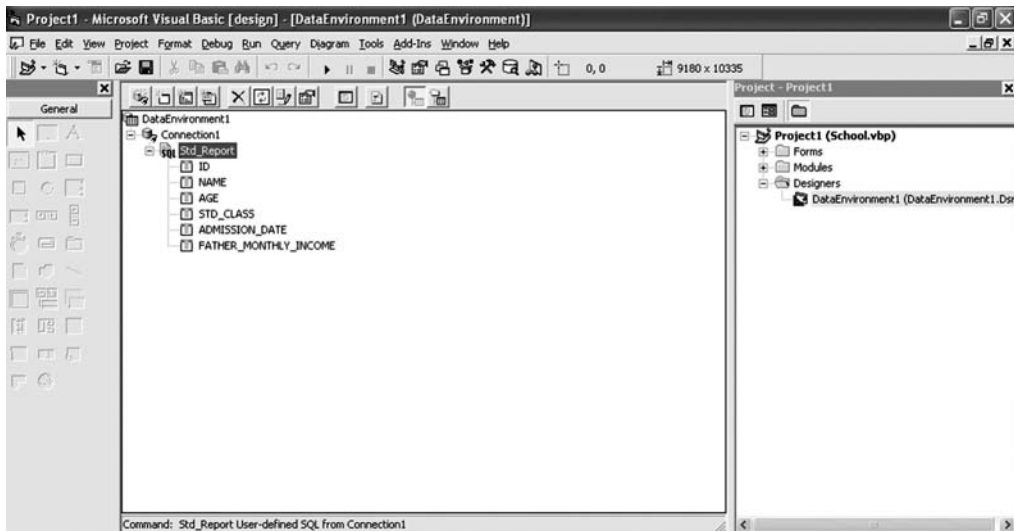 Project1 - Microsoft Visual Basic [design] - [DataEnvironment1 (DataEnvironment)]
File Edit View Project Format Debug Run Query Diagram Tools Add-Ins Window Help
0, 0 9180 x 10335
General
DataEnvironment1
Connection1
SQL Std_Report
ID
NAME
AGE
STD_CLASS
ADMISSION_DATE
FATHER_MONTHLY_INCOME
Command: Std_Report User-defined SQL from Connection1
Project - Project1
Project1 (School.vbp)
Forms
Modules
Designers
DataEnvironment1 (DataEnvironment1.Dsr